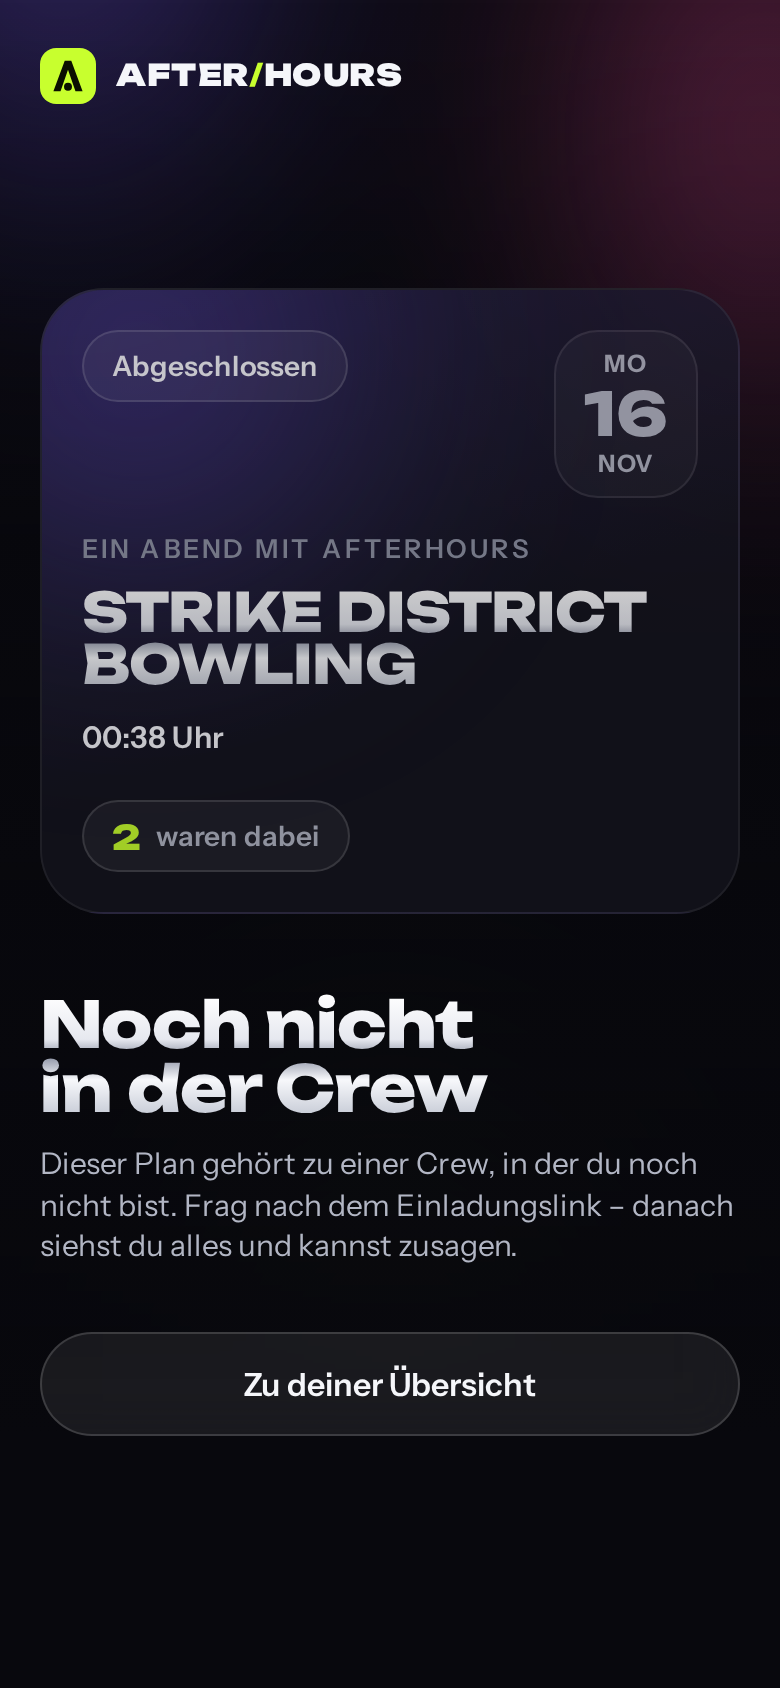 AFTER/HOURS
Abgeschlossen
MO
16
NOV
EIN ABEND MIT AFTERHOURS
STRIKE DISTRICT
BOWLING
00:38 Uhr
2 waren dabei
Noch nicht
in der Crew
Dieser Plan gehört zu einer Crew, in der du noch
nicht bist. Frag nach dem Einladungslink – danach
siehst du alles und kannst zusagen.
Zu deiner Übersicht